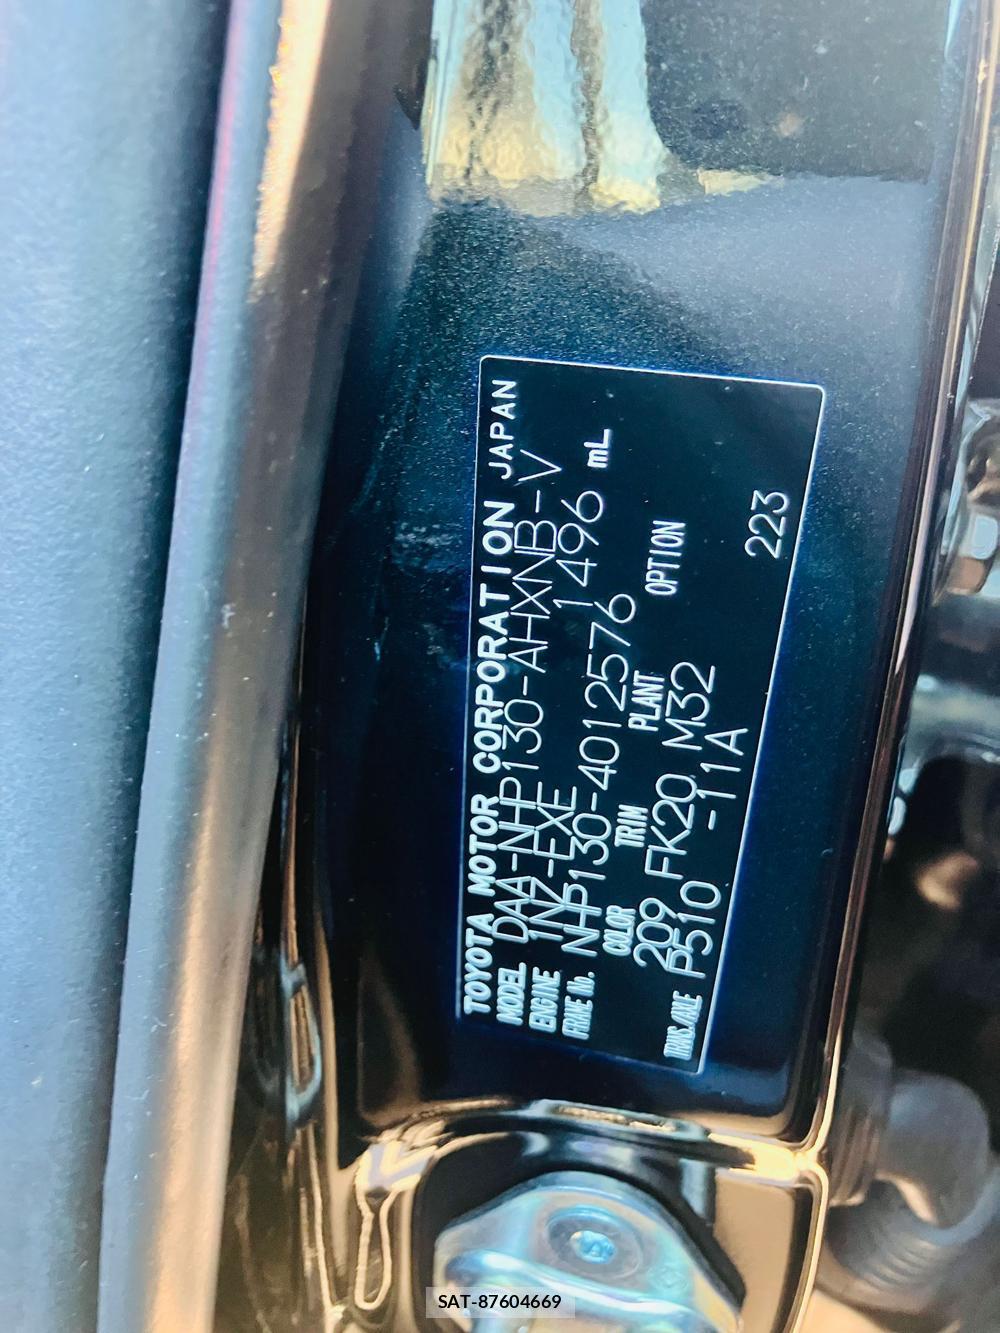 TOYOTA MOTOR CORPORATION JAPAN
MODEL DAA-NHP130-AHXNB-V
ENGINE 1NZ-FXE 1496 mL
FRAME No. NHP130-4012576
COLOR TRIM PLANT OPTION
209 FK20 M32
TRANS./AXLE P510 -11A
223
SAT-87604669